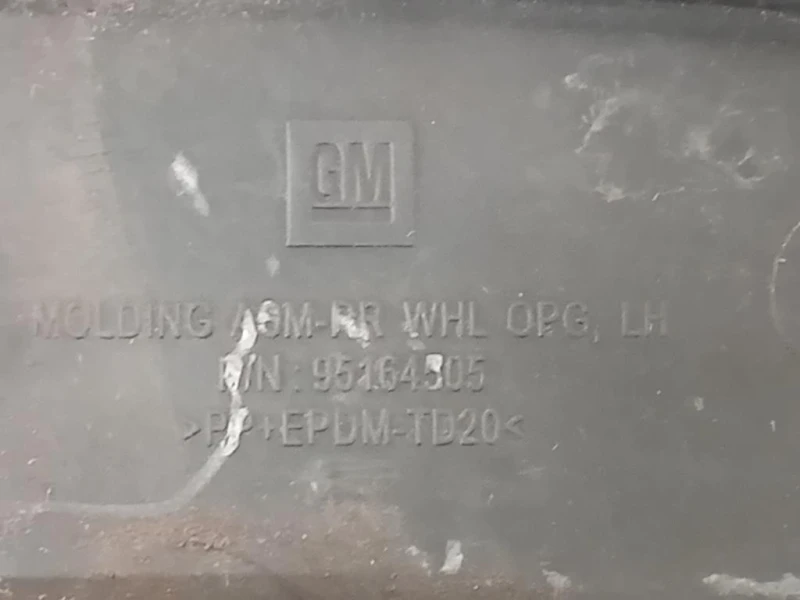 GM
MOLDING ASM-RR WHL OPG, LH
P/N : 95164505
>PP+EPDM-TD20<